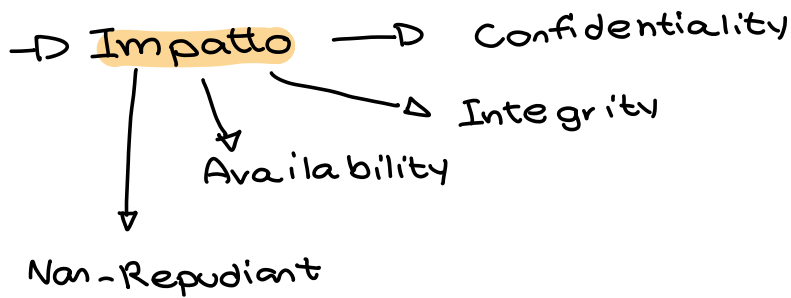 Impatto
Confidentiality
Integrity
Availability
Non-Repudiant